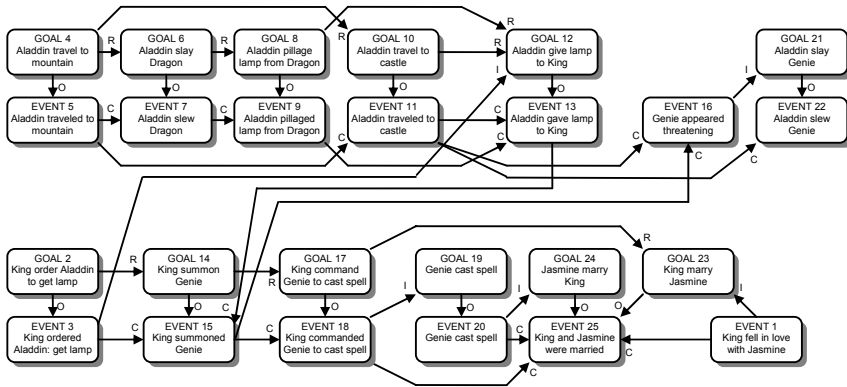 GOAL 4
Aladdin travel to
mountain
GOAL 6
Aladdin slay
Dragon
GOAL 8
Aladdin pillage
lamp from Dragon
GOAL 10
Aladdin travel to
castle
GOAL 12
Aladdin give lamp
to King
GOAL 21
Aladdin slay
Genie
R
R
R
R
R
I
I
O
O
O
O
O
O
EVENT 5
Aladdin traveled to
mountain
EVENT 7
Aladdin slew
Dragon
EVENT 9
Aladdin pillaged
lamp from Dragon
EVENT 11
Aladdin traveled to
castle
EVENT 13
Aladdin gave lamp
to King
EVENT 16
Genie appeared
threatening
EVENT 22
Aladdin slew
Genie
C
C
C
C
C
C
C
C
GOAL 2
King order Aladdin
to get lamp
GOAL 14
King summon
Genie
GOAL 17
King command
Genie to cast spell
GOAL 19
Genie cast spell
GOAL 24
Jasmine marry
King
GOAL 23
King marry
Jasmine
R
R
R
O
O
O
O
O
O
I
I
I
C
EVENT 3
King ordered
Aladdin: get lamp
EVENT 15
King summoned
Genie
EVENT 18
King commanded
Genie to cast spell
EVENT 20
Genie cast spell
EVENT 25
King and Jasmine
were married
EVENT 1
King fell in love
with Jasmine
C
C
C
C
C